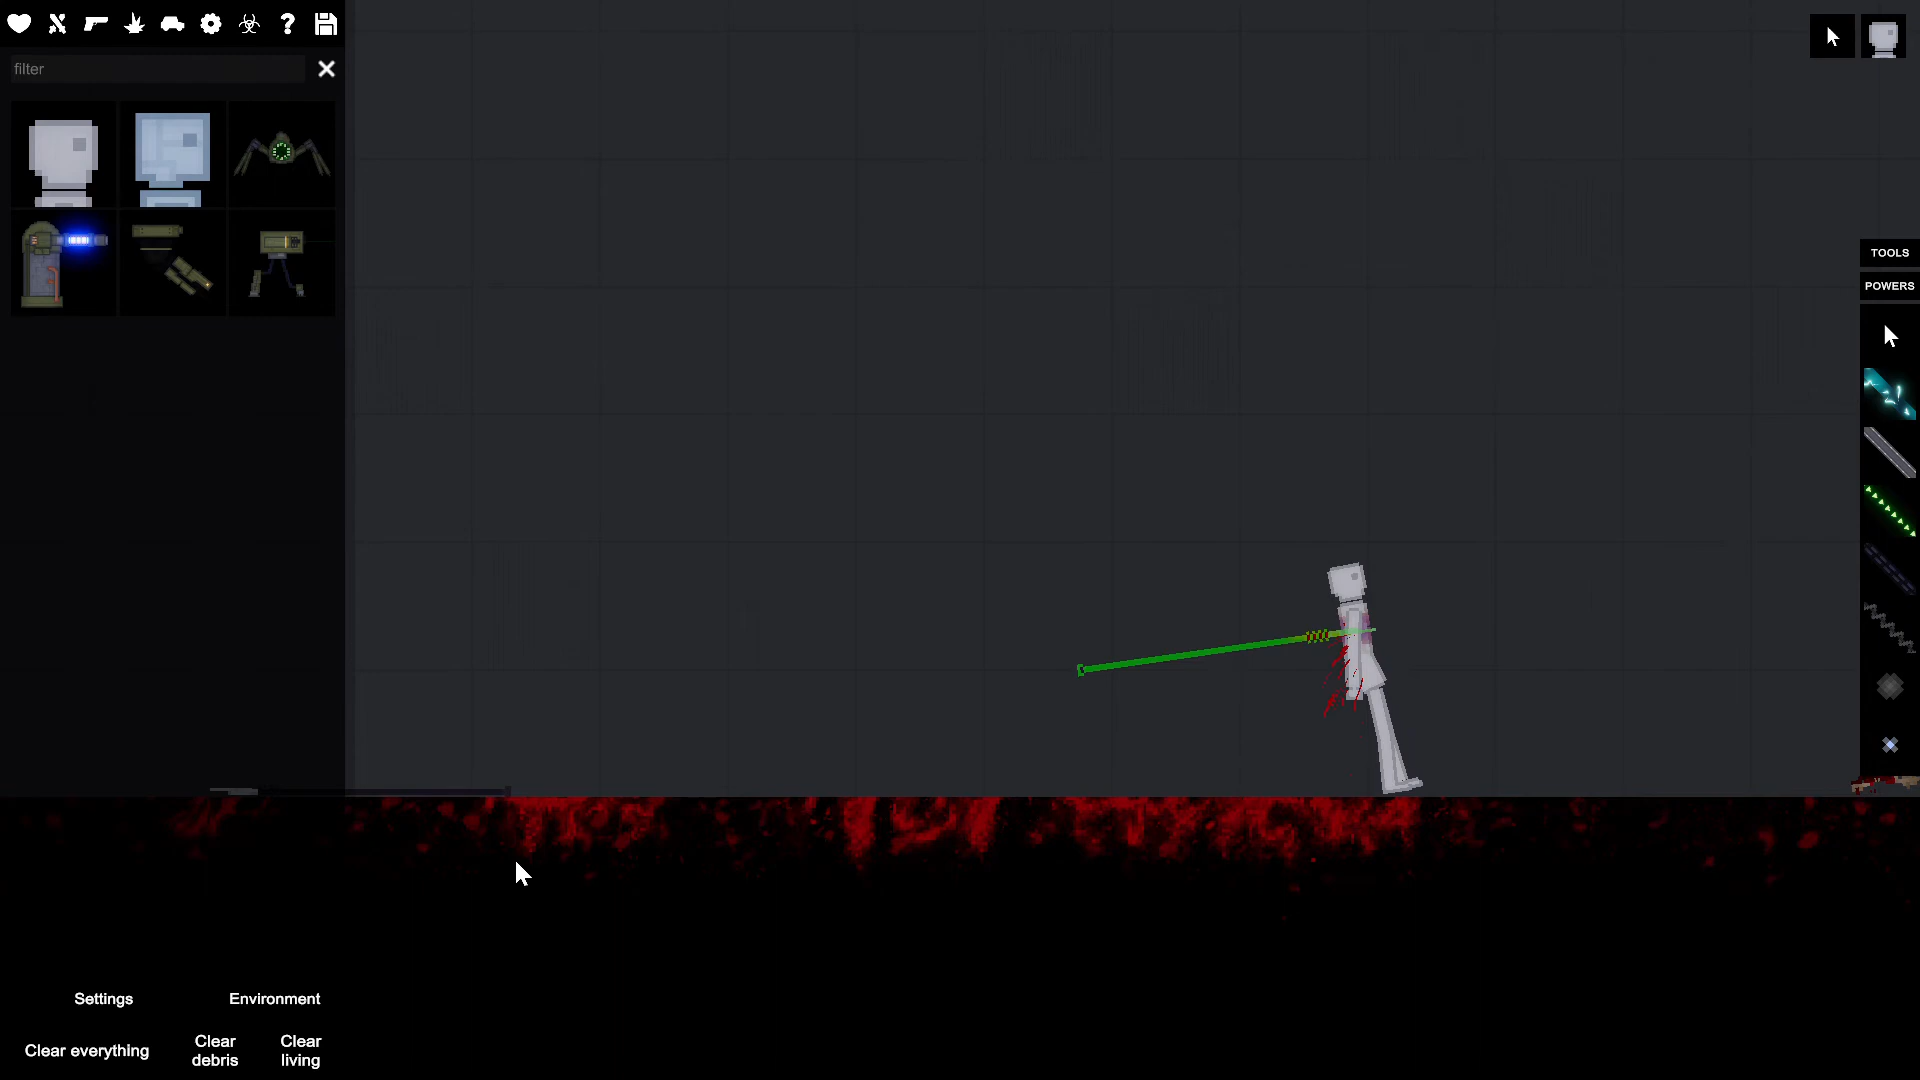 filter
TOOLS
POWERS
Settings
Environment
Clear everything
Clear
debris
Clear
living